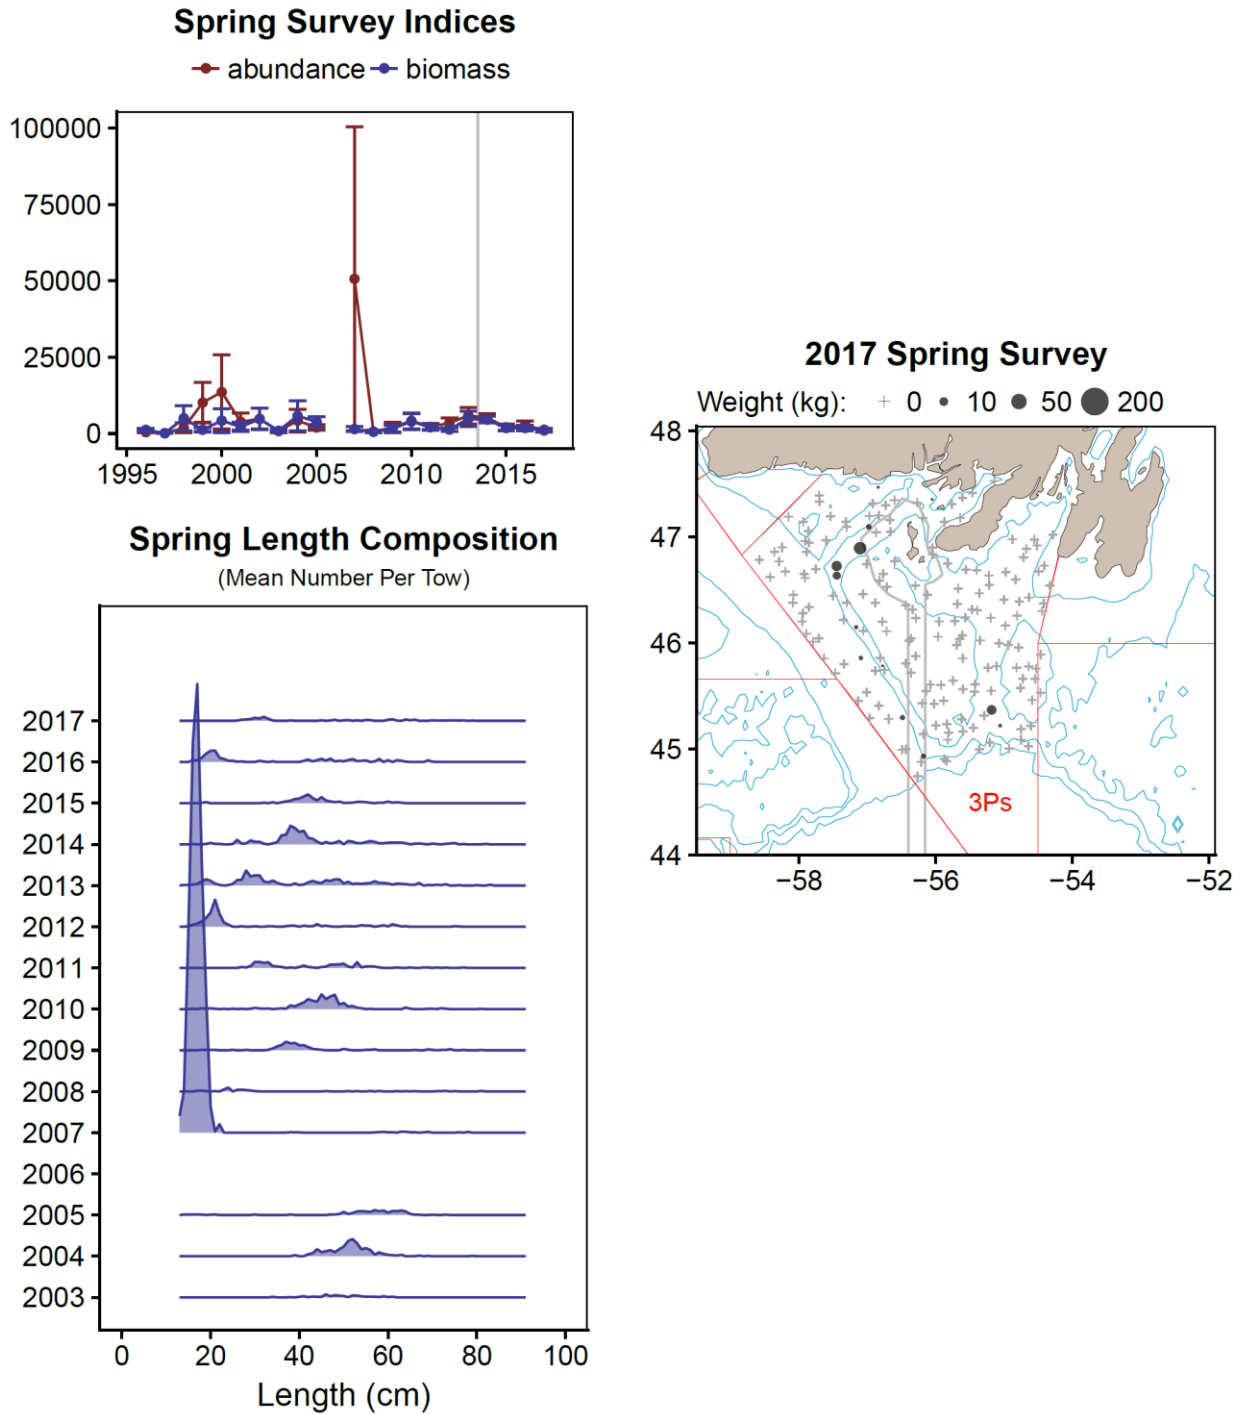 Spring Survey Indices
abundance biomass
100000
75000
50000
25000
0
1995 2000 2005 2010 2015
Spring Length Composition
(Mean Number Per Tow)
2017
2016
2015
2014
2013
2012
2011
2010
2009
2008
2007
2006
2005
2004
2003
0 20 40 60 80 100
Length (cm)
2017 Spring Survey
Weight (kg): 0 10 50 200
48
47
46
45
44
3Ps
−58 −56 −54 −52